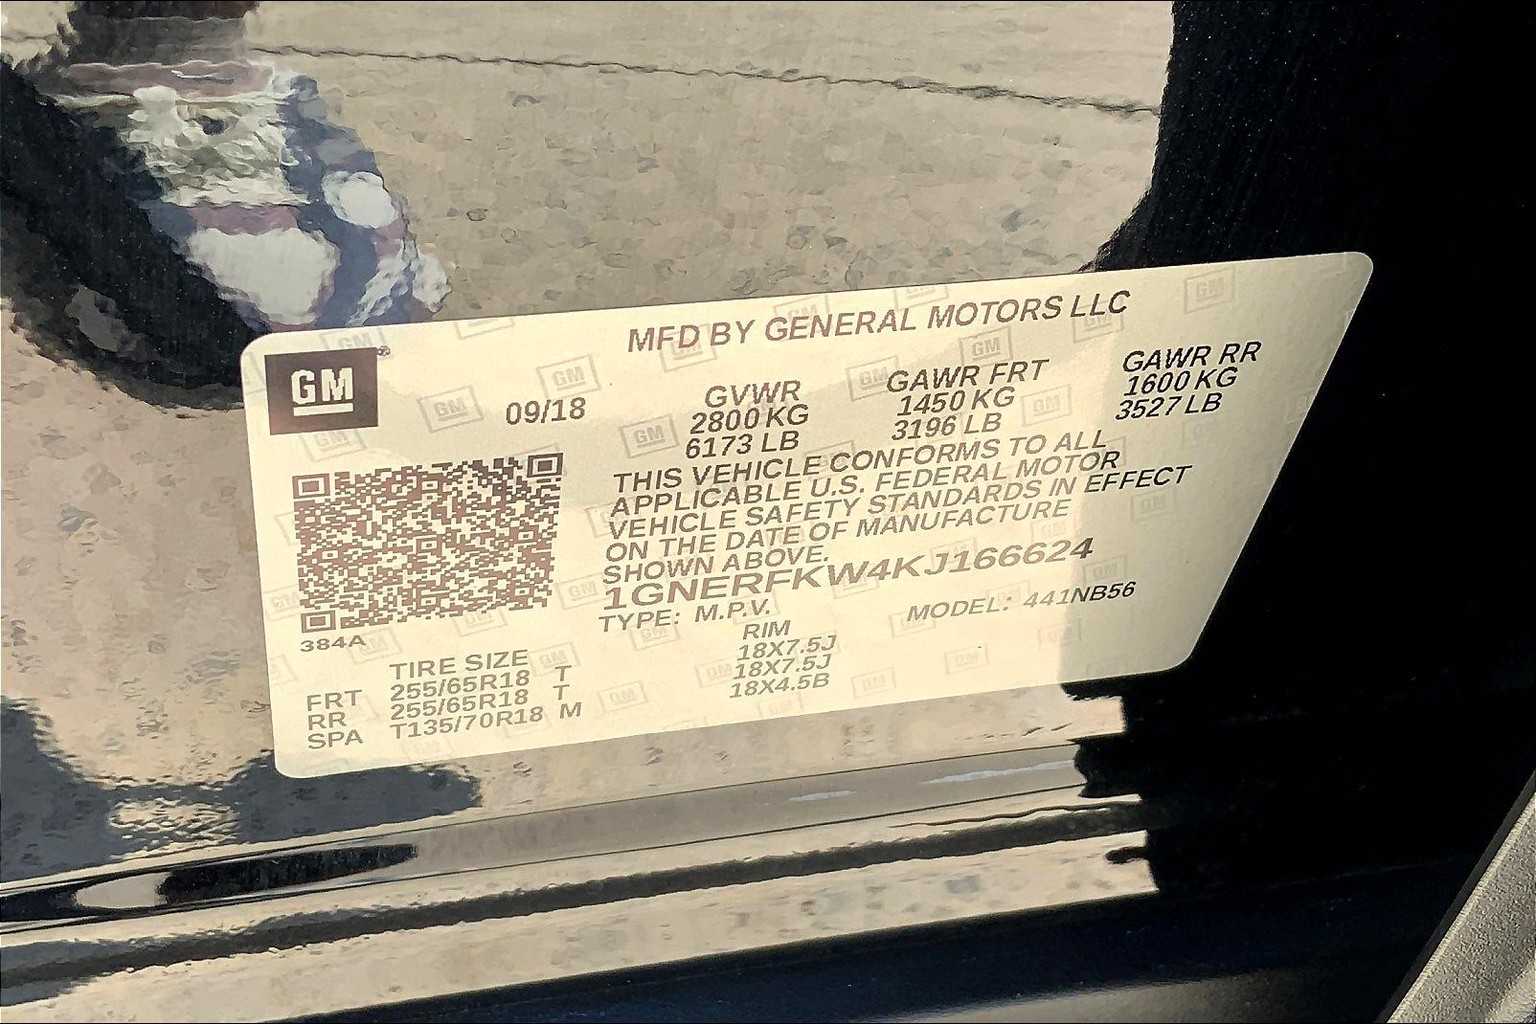 MFD BY GENERAL MOTORS LLC
GM
09/18
GVWR
2800 KG
6173 LB
GAWR FRT
1450 KG
3196 LB
GAWR RR
1600 KG
3527 LB
THIS VEHICLE CONFORMS TO ALL
APPLICABLE U.S. FEDERAL MOTOR
VEHICLE SAFETY STANDARDS IN EFFECT
ON THE DATE OF MANUFACTURE
SHOWN ABOVE.
1GNERFKW4KJ166624
TYPE: M.P.V. MODEL: 441NB56
384A
TIRE SIZE RIM
FRT 255/65R18 T 18X7.5J
RR 255/65R18 T 18X7.5J
SPA T135/70R18 M 18X4.5B